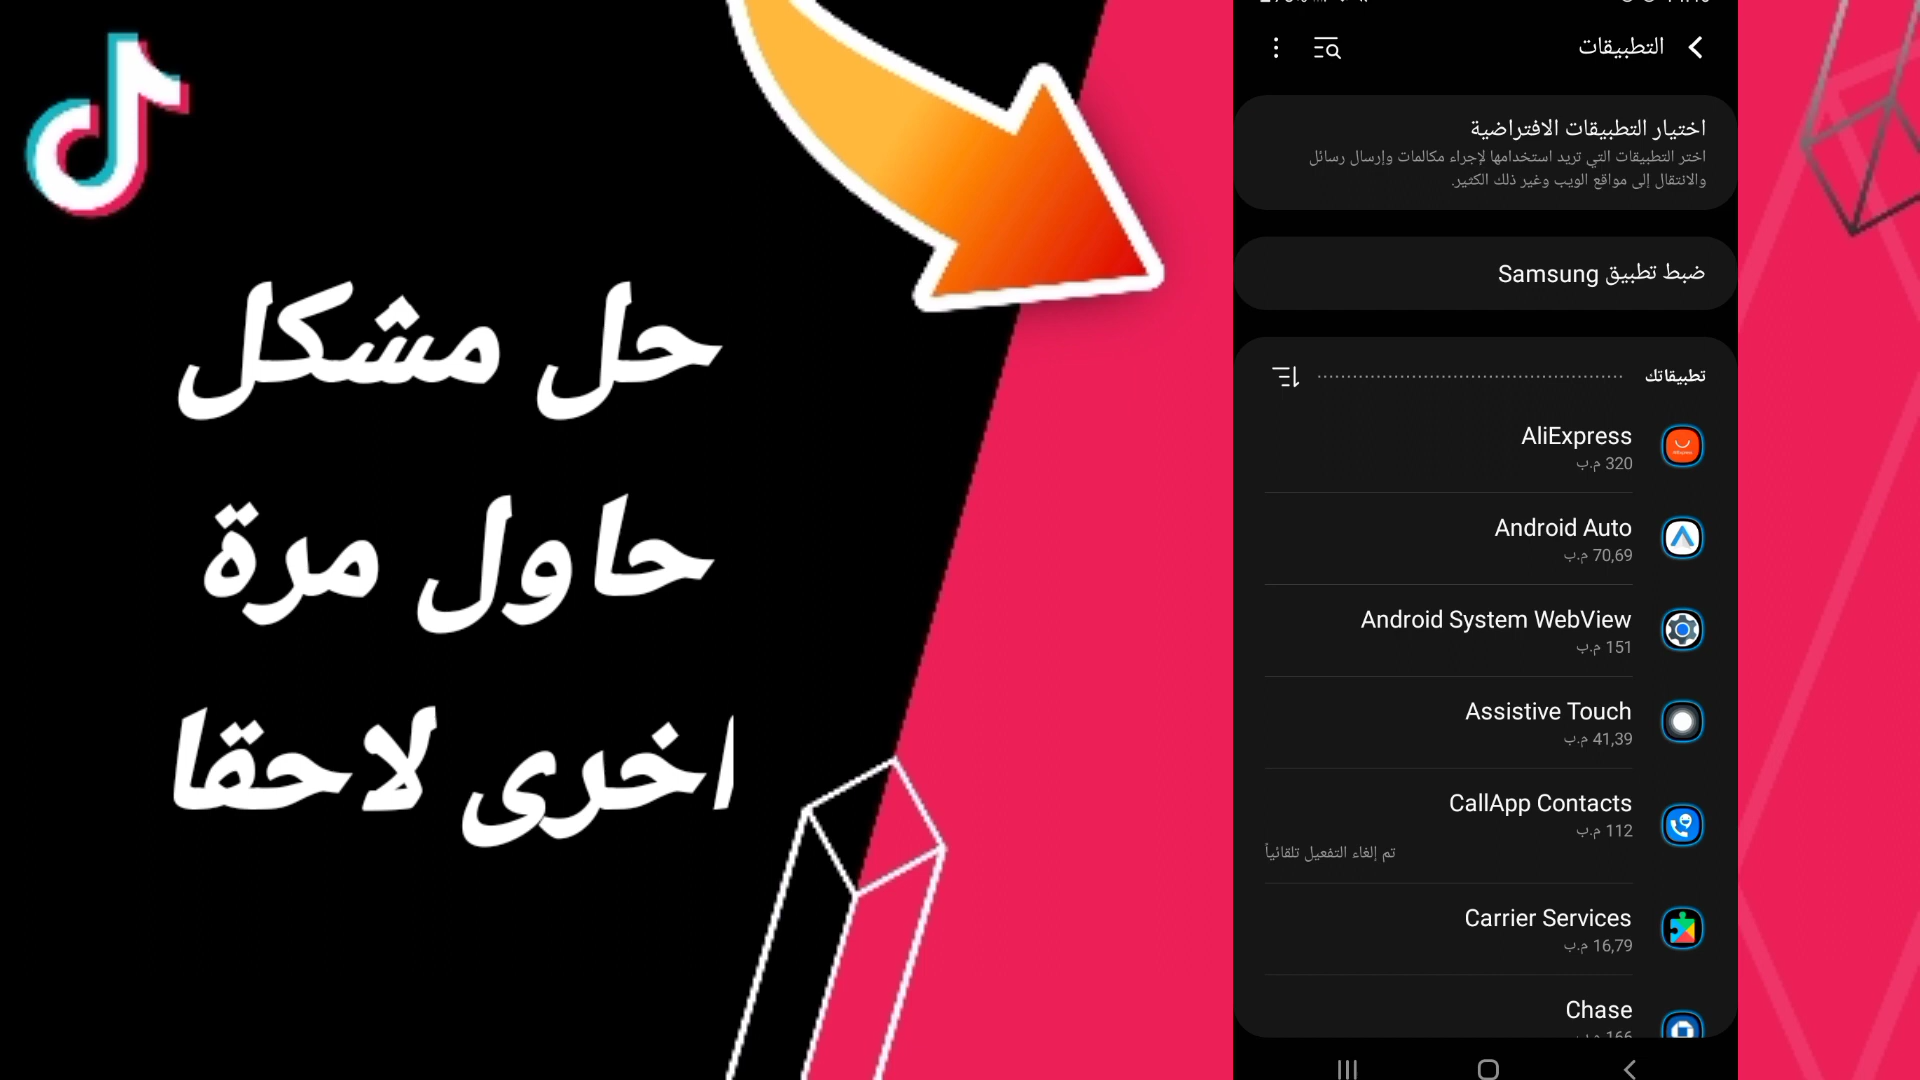 حل مشكل
حاول مرة
اخرى لاحقا
التطبيقات
اختيار التطبيقات الافتراضية
اختر التطبيقات التي تريد استخدامها لإجراء مكالمات وإرسال رسائل
والانتقال إلى مواقع الويب وغير ذلك الكثير.
ضبط تطبيق Samsung
تطبيقاتك
AliExpress
320 م.ب
Android Auto
70,69 م.ب
Android System WebView
151 م.ب
Assistive Touch
41,39 م.ب
CallApp Contacts
112 م.ب
تم إلغاء التفعيل تلقائياً
Carrier Services
16,79 م.ب
Chase